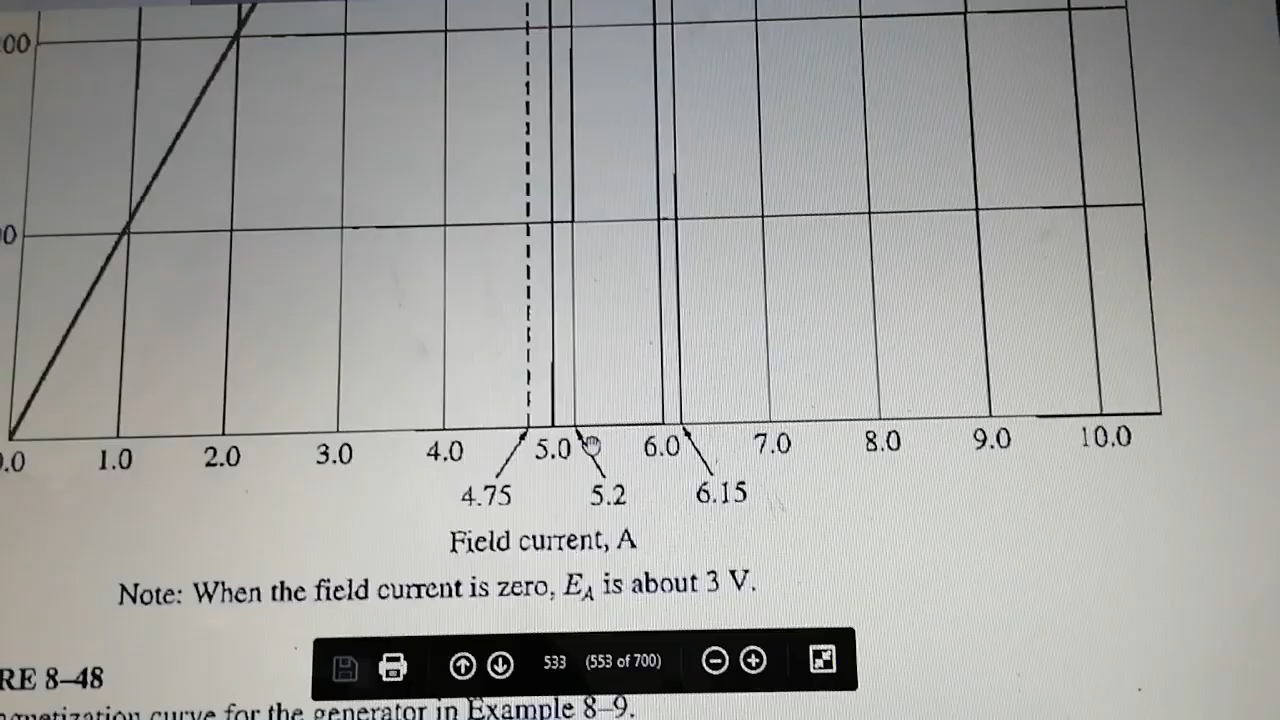 00
0
0.0 1.0 2.0 3.0 4.0 5.0 6.0 7.0 8.0 9.0 10.0
4.75 5.2 6.15
Field current, A
Note: When the field current is zero, EA is about 3 V.
533 (553 of 700)
RE 8–48
curve for the generator in Example 8–9.